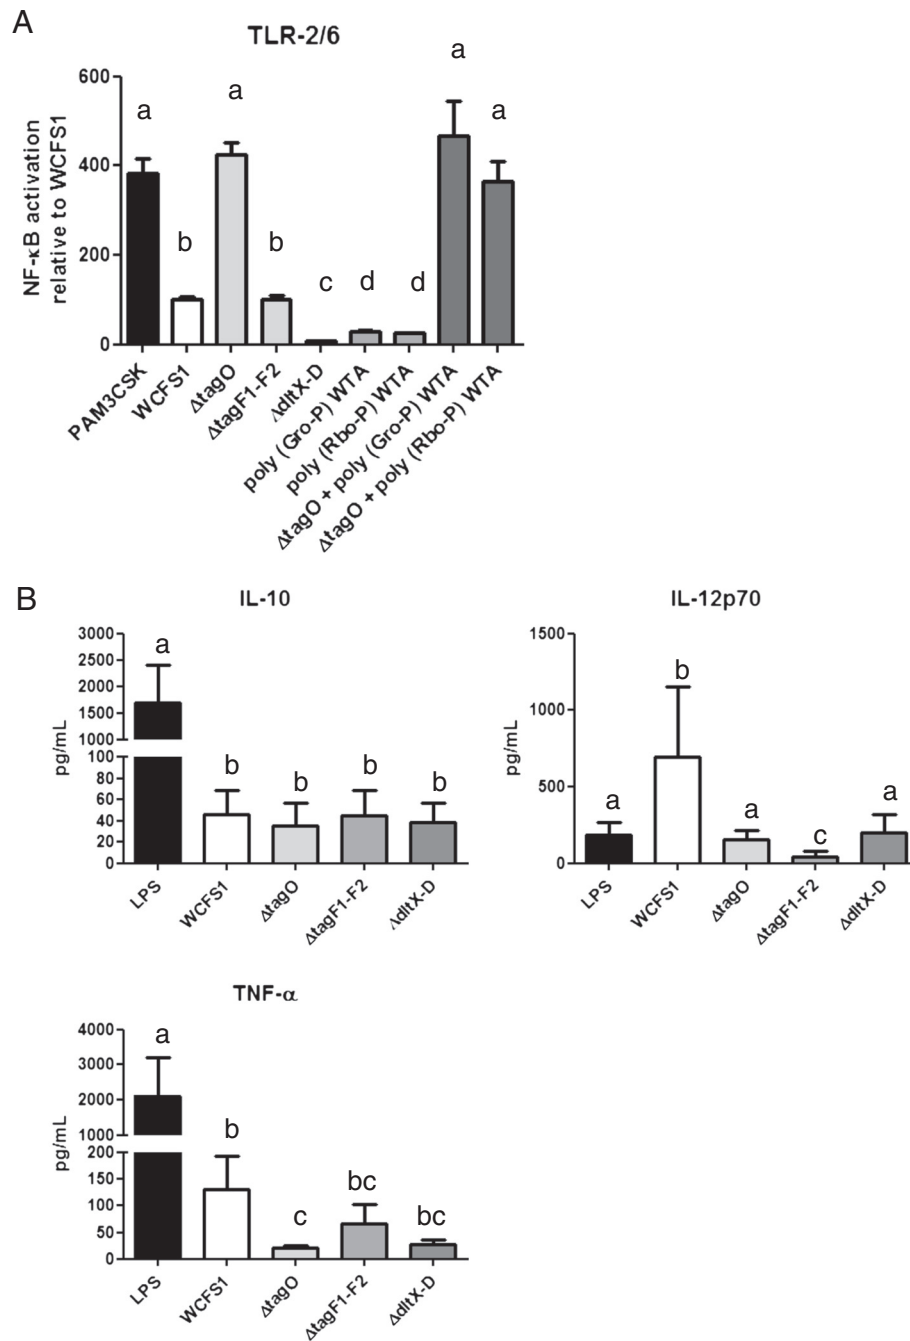 A
TLR-2/6
NF-κB activation
relative to WCFS1
600
400
200
0
a
b
a
b
c
d
d
a
a
PAM3CSK
WCFS1
ΔtagO
ΔtagF1-F2
ΔdltX-D
poly (Gro-P) WTA
poly (Rbo-P) WTA
ΔtagO + poly (Gro-P) WTA
ΔtagO + poly (Rbo-P) WTA
B
IL-10
pg/mL
3000
2500
2000
1500
1000
100
80
60
40
20
0
a
b
b
b
b
LPS
WCFS1
ΔtagO
ΔtagF1-F2
ΔdltX-D
IL-12p70
pg/mL
1500
1000
500
0
a
b
a
c
a
LPS
WCFS1
ΔtagO
ΔtagF1-F2
ΔdltX-D
TNF-α
pg/mL
4000
3000
2000
1000
200
150
100
50
0
a
b
c
bc
bc
LPS
WCFS1
ΔtagO
ΔtagF1-F2
ΔdltX-D